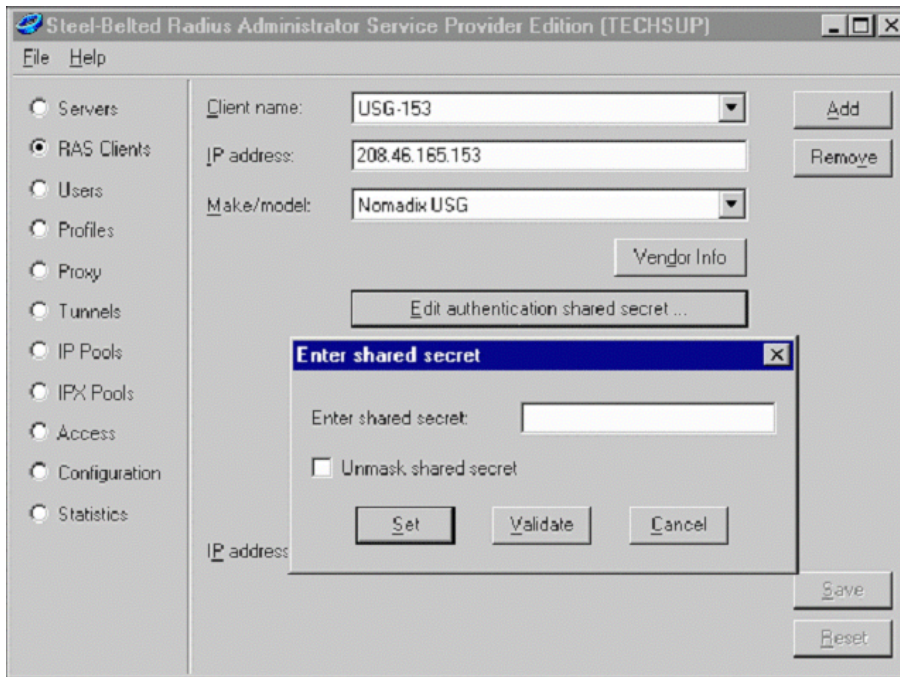 Steel-Belted Radius Administrator Service Provider Edition (TECHSUP)
File Help
Servers
RAS Clients
Users
Profiles
Proxy
Tunnels
IP Pools
IPX Pools
Access
Configuration
Statistics
Client name: USG-153
IP address: 208.46.165.153
Make/model: Nomadix USG
Vendor Info
Edit authentication shared secret ...
Enter shared secret
Enter shared secret:
Unmask shared secret
Set Validate Cancel
IP address
Add
Remove
Save
Reset